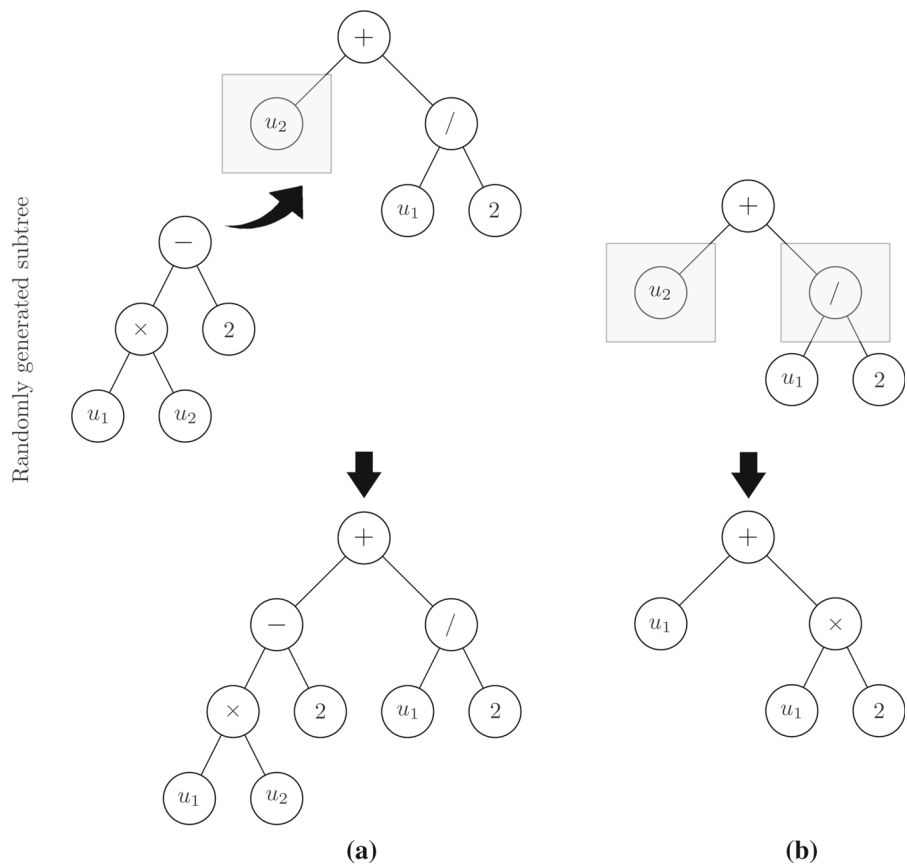 Randomly generated subtree
+
u₂
/
u₁ 2
−
× 2
u₁ u₂
+
− /
× 2 u₁ 2
u₁ u₂
(a)
+
u₂ /
u₁ 2
+
u₁ ×
u₁ 2
(b)